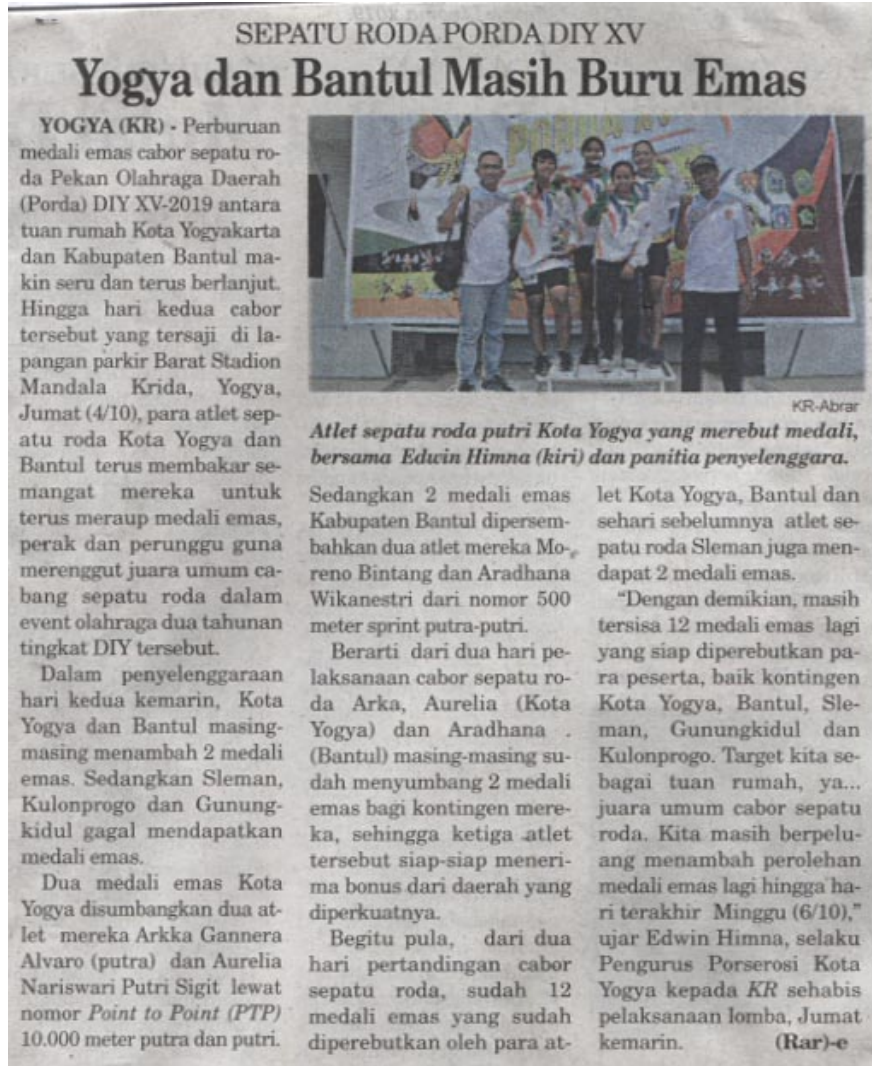 SEPATU RODA PORDA DIY XV
Yogya dan Bantul Masih Buru Emas
YOGYA (KR) - Perburuan
medali emas cabor sepatu ro-
da Pekan Olahraga Daerah
(Porda) DIY XV-2019 antara
tuan rumah Kota Yogyakarta
dan Kabupaten Bantul ma-
kin seru dan terus berlanjut.
Hingga hari kedua cabor
tersebut yang tersaji di la-
pangan parkir Barat Stadion
Mandala Krida, Yogya,
Jumat (4/10), para atlet sep-
atu roda Kota Yogya dan
Bantul terus membakar se-
mangat mereka untuk
terus meraup medali emas,
perak dan perunggu guna
merenggut juara umum ca-
bang sepatu roda dalam
event olahraga dua tahunan
tingkat DIY tersebut.
Dalam penyelenggaraan
hari kedua kemarin, Kota
Yogya dan Bantul masing-
masing menambah 2 medali
emas. Sedangkan Sleman,
Kulonprogo dan Gunung-
kidul gagal mendapatkan
medali emas.
Dua medali emas Kota
Yogya disumbangkan dua at-
let mereka Arkka Gannera
Alvaro (putra) dan Aurelia
Nariswari Putri Sigit lewat
nomor Point to Point (PTP)
10.000 meter putra dan putri.
PORDA XV
KR-Abrar
Atlet sepatu roda putri Kota Yogya yang merebut medali,
bersama Edwin Himna (kiri) dan panitia penyelenggara.
Sedangkan 2 medali emas
Kabupaten Bantul dipersem-
bahkan dua atlet mereka Mo-
reno Bintang dan Aradhana
Wikanestri dari nomor 500
meter sprint putra-putri.
Berarti dari dua hari pe-
laksanaan cabor sepatu ro-
da Arka, Aurelia (Kota
Yogya) dan Aradhana
(Bantul) masing-masing su-
dah menyumbang 2 medali
emas bagi kontingen mere-
ka, sehingga ketiga atlet
tersebut siap-siap meneri-
ma bonus dari daerah yang
diperkuatnya.
Begitu pula, dari dua
hari pertandingan cabor
sepatu roda, sudah 12
medali emas yang sudah
diperebutkan oleh para at-
let Kota Yogya, Bantul dan
sehari sebelumnya atlet se-
patu roda Sleman juga men-
dapat 2 medali emas.
"Dengan demikian, masih
tersisa 12 medali emas lagi
yang siap diperebutkan pa-
ra peserta, baik kontingen
Kota Yogya, Bantul, Sle-
man, Gunungkidul dan
Kulonprogo. Target kita se-
bagai tuan rumah, ya...
juara umum cabor sepatu
roda. Kita masih berpelu-
ang menambah perolehan
medali emas lagi hingga ha-
ri terakhir Minggu (6/10),"
ujar Edwin Himna, selaku
Pengurus Porserosi Kota
Yogya kepada KR sehabis
pelaksanaan lomba, Jumat
kemarin. (Rar)-e